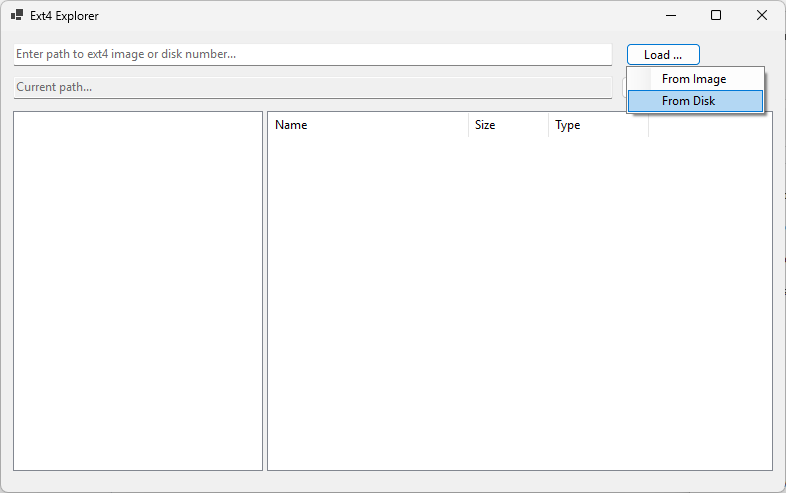 Ext4 Explorer
Enter path to ext4 image or disk number...
Load ...
Current path...
From Image
From Disk
Name Size Type